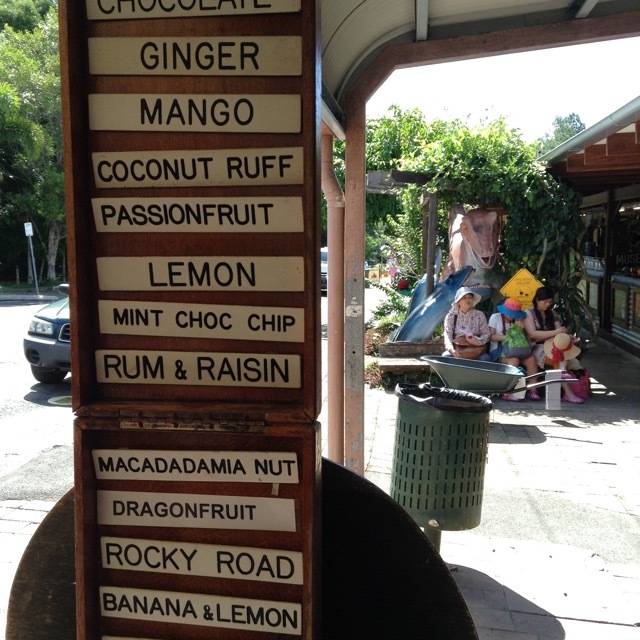 CHOCOLATE
GINGER
MANGO
COCONUT RUFF
PASSIONFRUIT
LEMON
MINT CHOC CHIP
RUM & RAISIN
MACADADAMIA NUT
DRAGONFRUIT
ROCKY ROAD
BANANA & LEMON